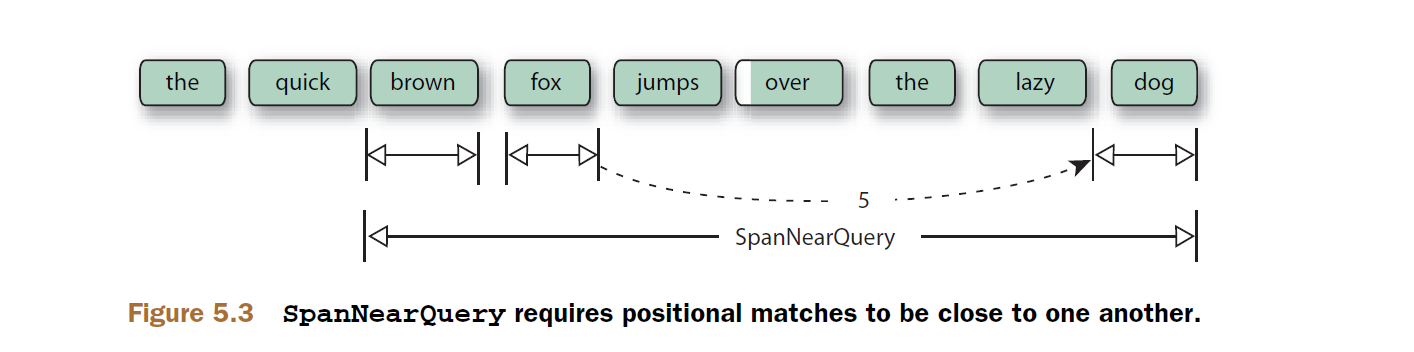 the quick brown fox jumps over the lazy dog
5
SpanNearQuery
Figure 5.3 SpanNearQuery requires positional matches to be close to one another.